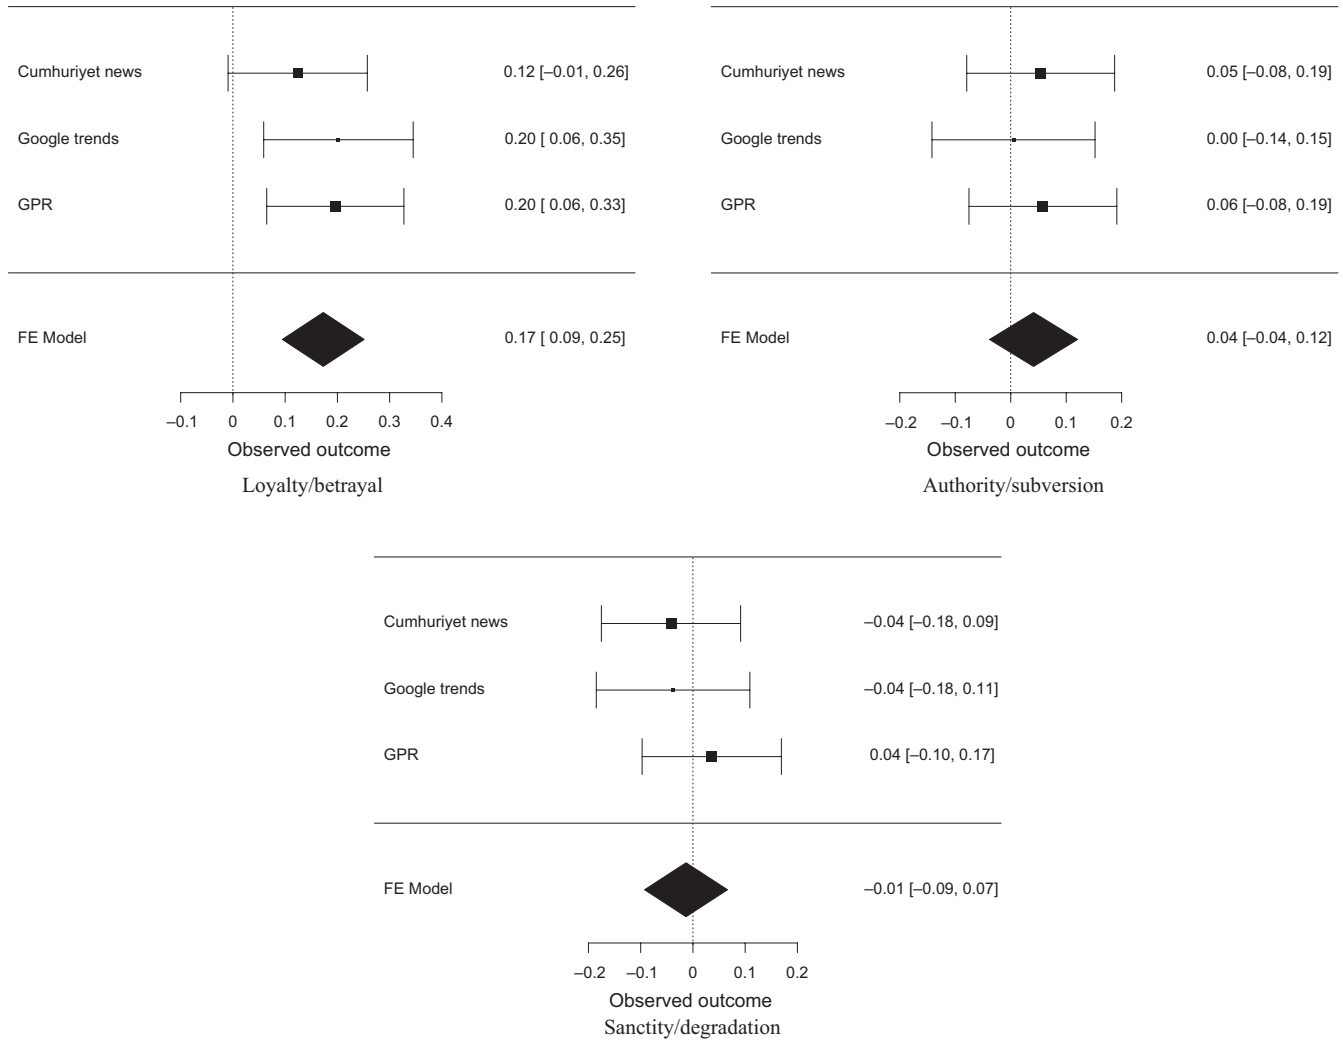 Cumhuriyet news 0.12 [–0.01, 0.26]
Google trends 0.20 [ 0.06, 0.35]
GPR 0.20 [ 0.06, 0.33]
FE Model 0.17 [ 0.09, 0.25]
–0.1 0 0.1 0.2 0.3 0.4
Observed outcome
Loyalty/betrayal
Cumhuriyet news 0.05 [–0.08, 0.19]
Google trends 0.00 [–0.14, 0.15]
GPR 0.06 [–0.08, 0.19]
FE Model 0.04 [–0.04, 0.12]
–0.2 –0.1 0 0.1 0.2
Observed outcome
Authority/subversion
Cumhuriyet news –0.04 [–0.18, 0.09]
Google trends –0.04 [–0.18, 0.11]
GPR 0.04 [–0.10, 0.17]
FE Model –0.01 [–0.09, 0.07]
–0.2 –0.1 0 0.1 0.2
Observed outcome
Sanctity/degradation